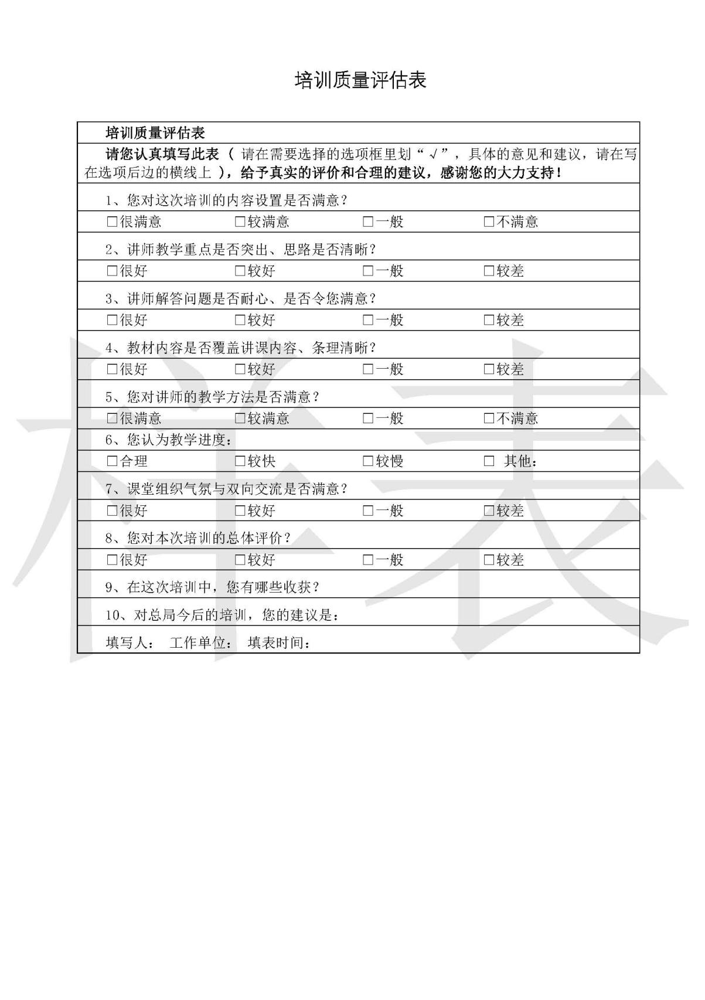 培训质量评估表
培训质量评估表
请您认真填写此表（ 请在需要选择的选项框里划“√”，具体的意见和建议，请在写
在选项后边的横线上 ），给予真实的评价和合理的建议，感谢您的大力支持！
1、您对这次培训的内容设置是否满意？
□很满意 □较满意 □一般 □不满意
2、讲师教学重点是否突出、思路是否清晰？
□很好 □较好 □一般 □较差
3、讲师解答问题是否耐心、是否令您满意？
□很好 □较好 □一般 □较差
4、教材内容是否覆盖讲课内容、条理清晰？
□很好 □较好 □一般 □较差
5、您对讲师的教学方法是否满意？
□很满意 □较满意 □一般 □不满意
6、您认为教学进度：
□合理 □较快 □较慢 □ 其他：
7、课堂组织气氛与双向交流是否满意？
□很好 □较好 □一般 □较差
8、您对本次培训的总体评价？
□很好 □较好 □一般 □较差
9、在这次培训中，您有哪些收获？
10、对总局今后的培训，您的建议是：
填写人： 工作单位： 填表时间：
样表